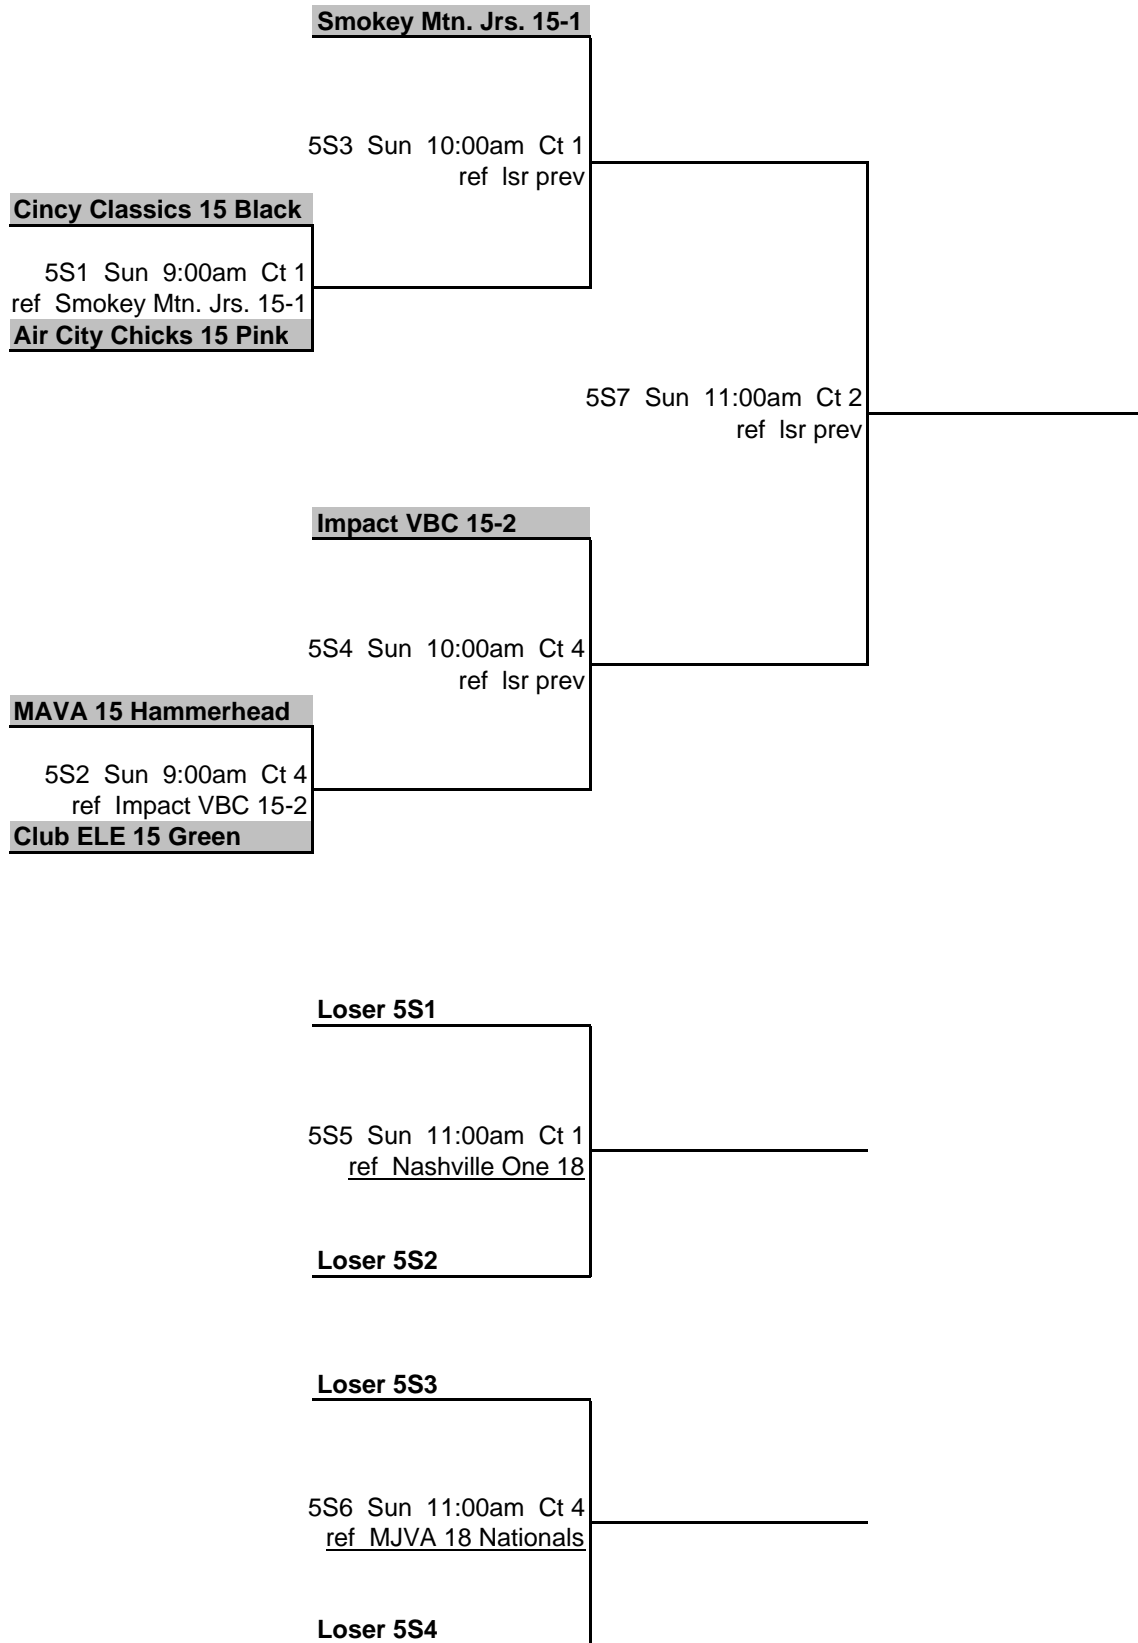 Smokey Mtn. Jrs. 15-1
5S3 Sun 10:00am Ct 1
ref lsr prev
Cincy Classics 15 Black
5S1 Sun 9:00am Ct 1
ref Smokey Mtn. Jrs. 15-1
Air City Chicks 15 Pink
5S7 Sun 11:00am Ct 2
ref lsr prev
Impact VBC 15-2
5S4 Sun 10:00am Ct 4
ref lsr prev
MAVA 15 Hammerhead
5S2 Sun 9:00am Ct 4
ref Impact VBC 15-2
Club ELE 15 Green
Loser 5S1
5S5 Sun 11:00am Ct 1
ref Nashville One 18
Loser 5S2
Loser 5S3
5S6 Sun 11:00am Ct 4
ref MJVA 18 Nationals
Loser 5S4